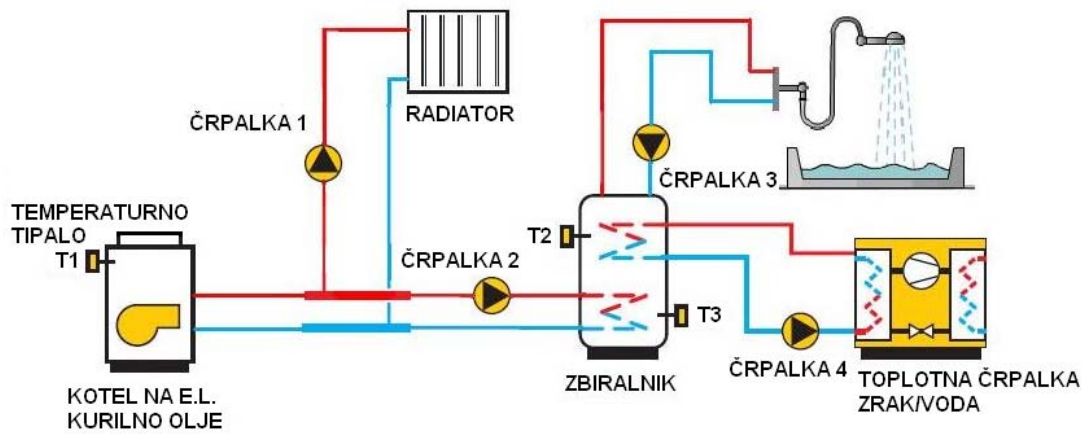 ČRPALKA 1
RADIATOR
ČRPALKA 3
TEMPERATURNO
TIPALO
T1
T2
ČRPALKA 2
T3
KOTEL NA E.L.
KURILNO OLJE
ZBIRALNIK
ČRPALKA 4
TOPLOTNA ČRPALKA
ZRAK/VODA